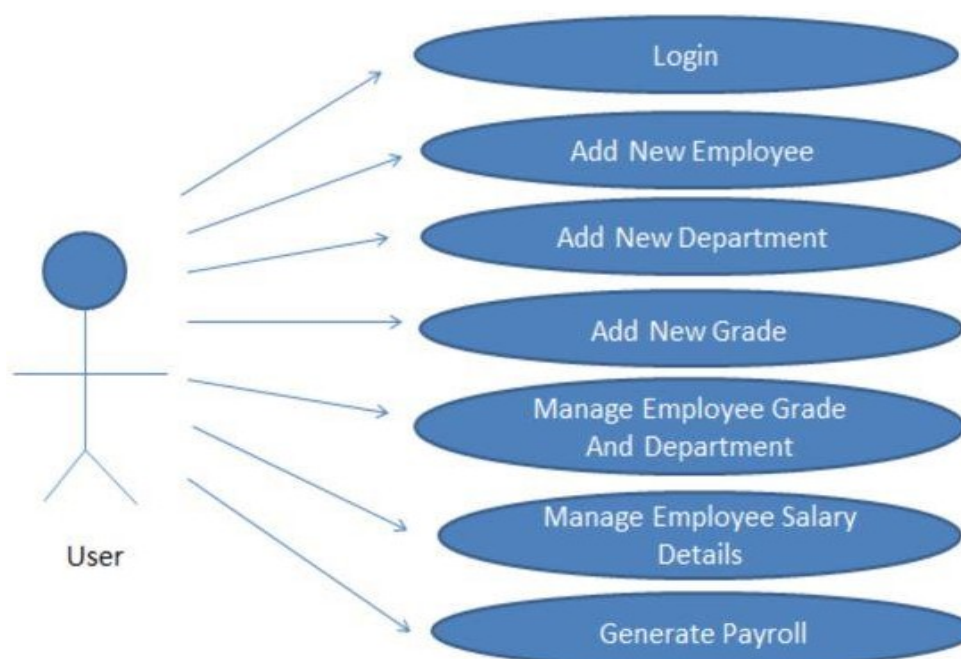 Login
Add New Employee
Add New Department
Add New Grade
Manage Employee Grade
And Department
Manage Employee Salary
Details
Generate Payroll
User